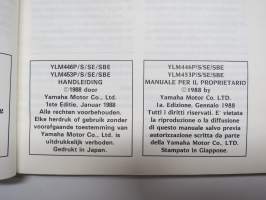 YLM446P/S/SE/SBE
YLM453P/S/SE/SBE
HANDLEIDING
©1988 door
Yamaha Motor Co., Ltd.
1ste Editie, Januar 1988
Alle rechten voorbehouden.
Elke herdruk of gebruik zonder
voorafgaande toestemming van
Yamaha Motor Co., Ltd. is
uitdrukkelijk verboden.
Gedrukt in Japan.
YLM446P/S/SE/SBE
YLM453P/S/SE/SBE
MANUALE PER IL PROPRIETARIO
©1988 by
Yamaha Motor Co. LTD.
1a. Edizione, Gennaio 1988
Tutti i diritti riservati. E' vietata
la riproduzione o la diffusione
di questo manuale salvo previa
autorizzazione scritta da parte
della Yamaha Motor Co. LTD.
Stampato in Giappone.